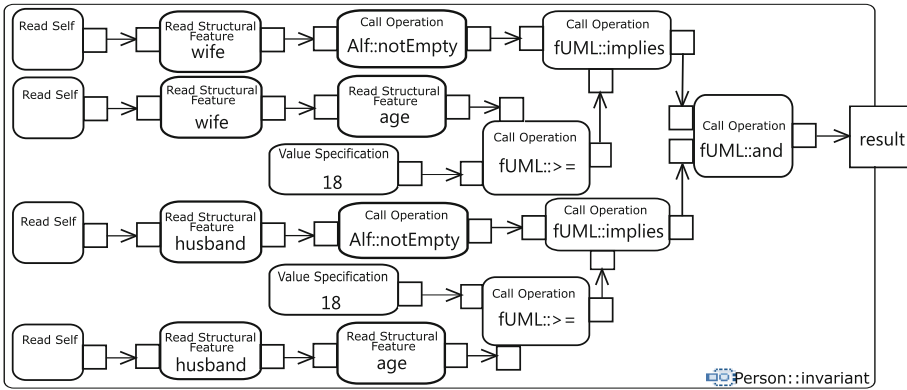 Read Self
Read Structural
Feature
wife
Call Operation
Alf::notEmpty
Call Operation
fUML::implies
Read Self
Read Structural
Feature
wife
Read Structural
Feature
age
Value Specification
18
Call Operation
fUML::>=
Call Operation
fUML::and
result
Read Self
Read Structural
Feature
husband
Call Operation
Alf::notEmpty
Call Operation
fUML::implies
Value Specification
18
Call Operation
fUML::>=
Read Self
Read Structural
Feature
husband
Read Structural
Feature
age
Person::invariant